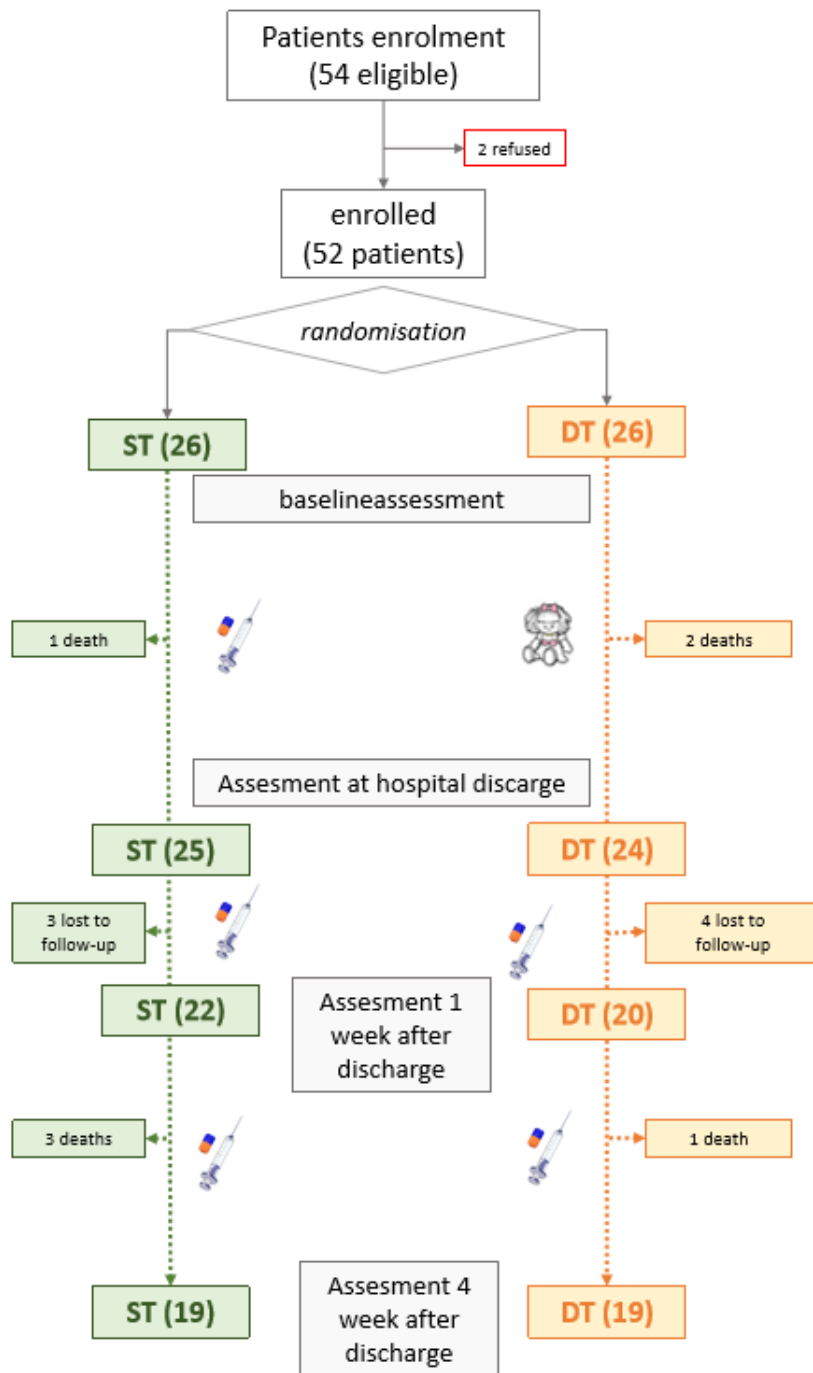 Patients enrolment
(54 eligible)
2 refused
enrolled
(52 patients)
randomisation
ST (26)
DT (26)
baselineassessment
1 death
2 deaths
Assesment at hospital discarge
ST (25)
DT (24)
3 lost to
follow-up
4 lost to
follow-up
ST (22)
Assesment 1
week after
discharge
DT (20)
3 deaths
1 death
ST (19)
Assesment 4
week after
discharge
DT (19)